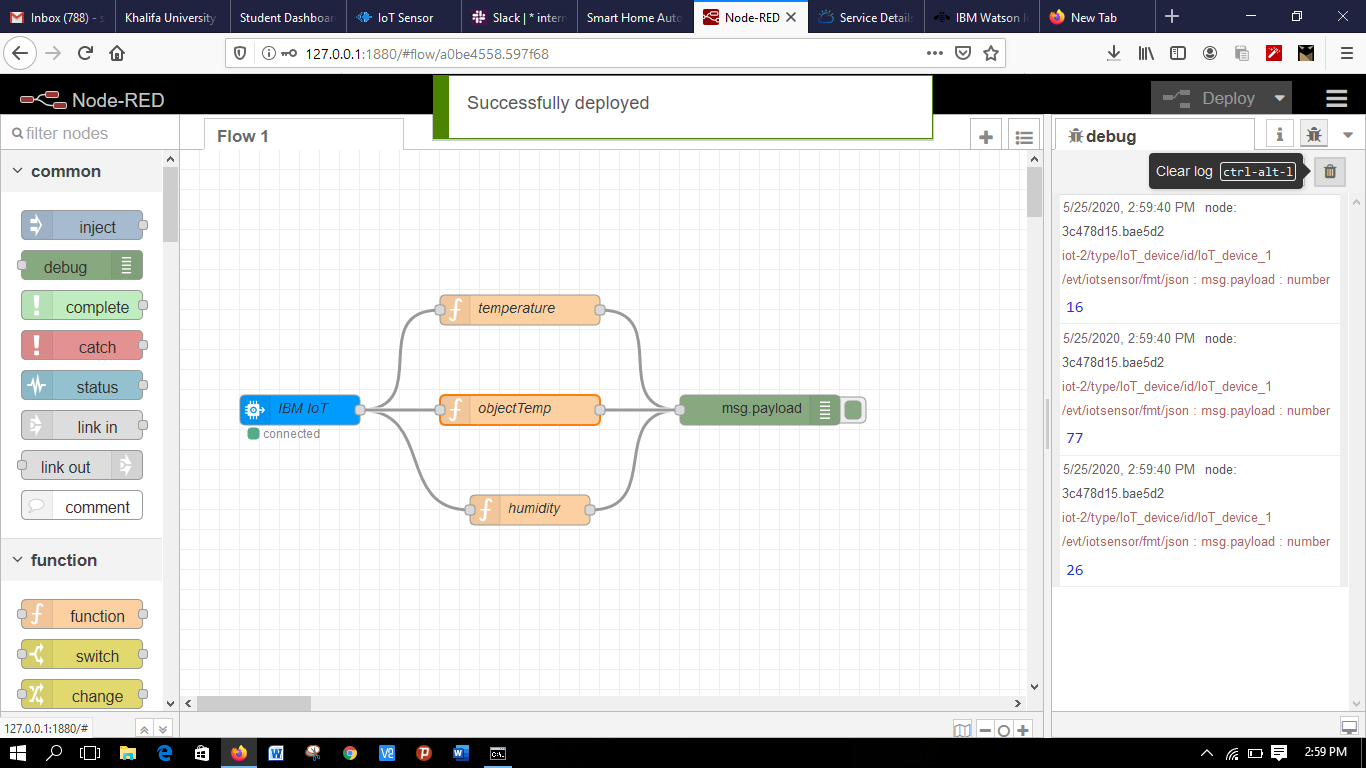 Inbox (788) - s
Khalifa University
Student Dashboar
IoT Sensor
Slack | * intern
Smart Home Auto
Node-RED
Service Details
IBM Watson I
New Tab
127.0.0.1:1880/#flow/a0be4558.597f68
Node-RED
Successfully deployed
Deploy
filter nodes
Flow 1
debug
i
Clear log ctrl-alt-l
common
inject
debug
complete
catch
status
link in
link out
comment
function
function
switch
change
temperature
IBM IoT
connected
objectTemp
humidity
msg.payload
5/25/2020, 2:59:40 PM node:
3c478d15.bae5d2
iot-2/type/IoT_device/id/IoT_device_1
/evt/iotsensor/fmt/json : msg.payload : number
16
5/25/2020, 2:59:40 PM node:
3c478d15.bae5d2
iot-2/type/IoT_device/id/IoT_device_1
/evt/iotsensor/fmt/json : msg.payload : number
77
5/25/2020, 2:59:40 PM node:
3c478d15.bae5d2
iot-2/type/IoT_device/id/IoT_device_1
/evt/iotsensor/fmt/json : msg.payload : number
26
127.0.0.1:1880/#
2:59 PM